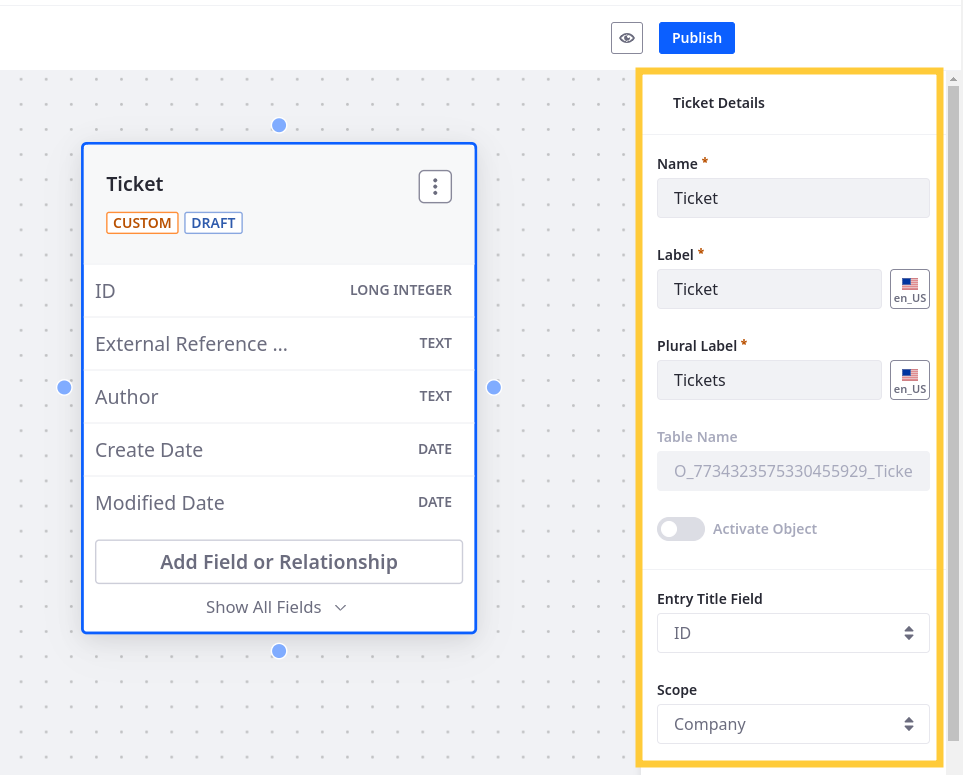 Publish
Ticket
CUSTOM DRAFT
ID LONG INTEGER
External Reference ... TEXT
Author TEXT
Create Date DATE
Modified Date DATE
Add Field or Relationship
Show All Fields
Ticket Details
Name *
Ticket
Label *
Ticket
en_US
Plural Label *
Tickets
en_US
Table Name
O_7734323575330455929_Ticke
Activate Object
Entry Title Field
ID
Scope
Company